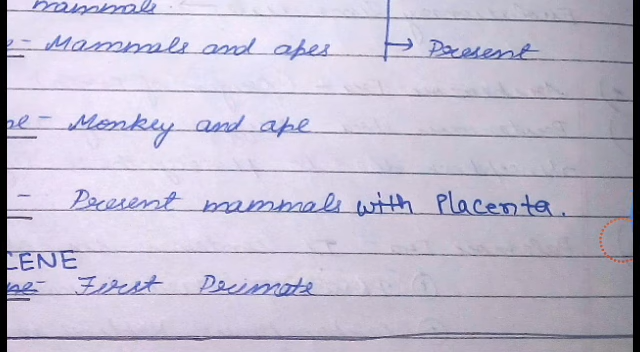 mammals.
- Mammals and apes → Present
ne - Monkey and ape
- Present mammals with Placenta.
CENE
ne- First Primate